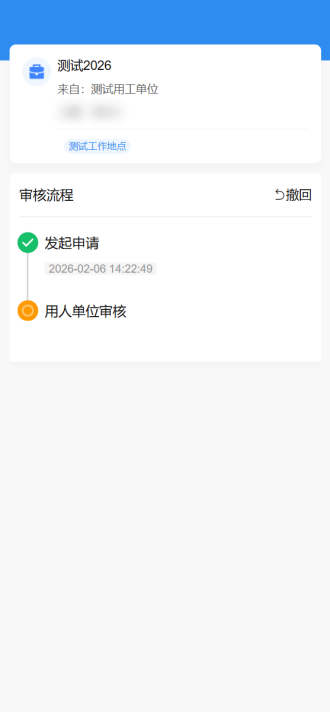 测试2026
来自：测试用工单位
测试工作地点
审核流程
撤回
发起申请
2026-02-06 14:22:49
用人单位审核